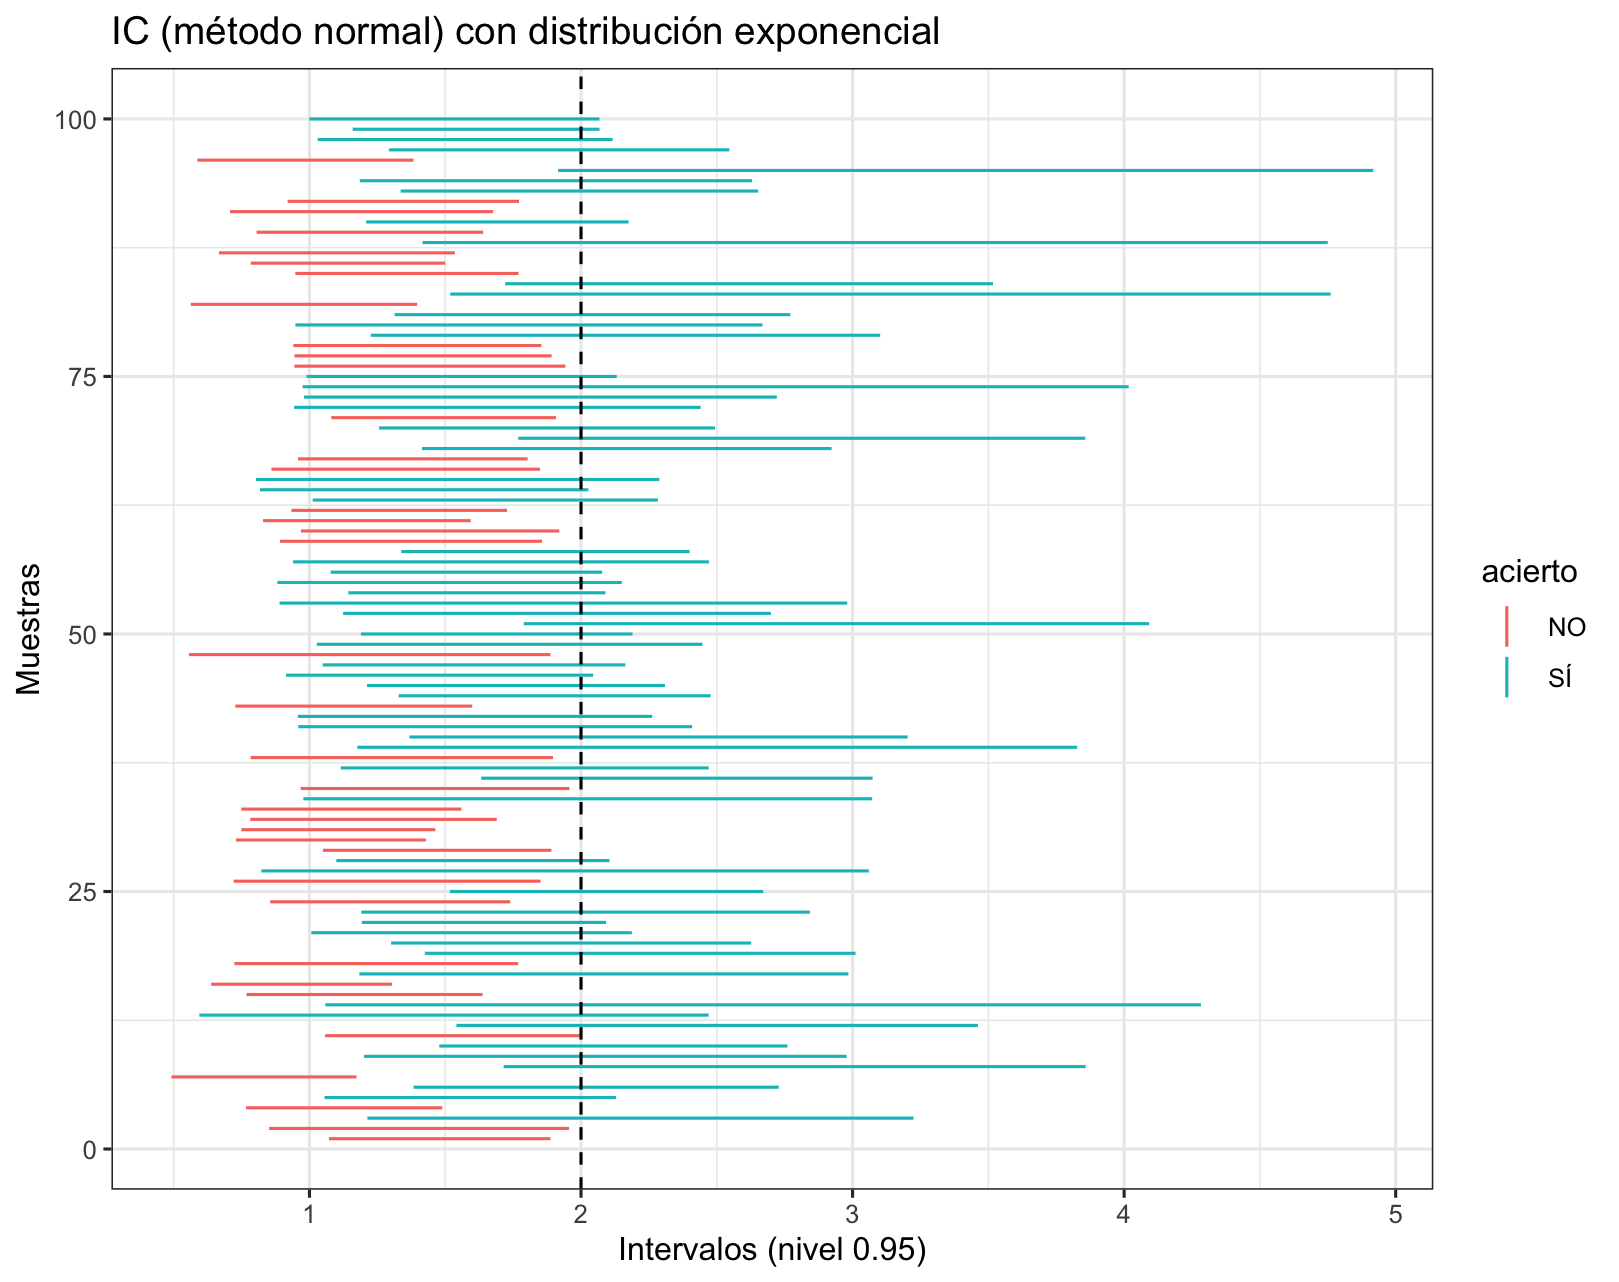 IC (método normal) con distribución exponencial
100
75
50
25
0
Muestras
1 2 3 4 5
Intervalos (nivel 0.95)
acierto
NO
SÍ